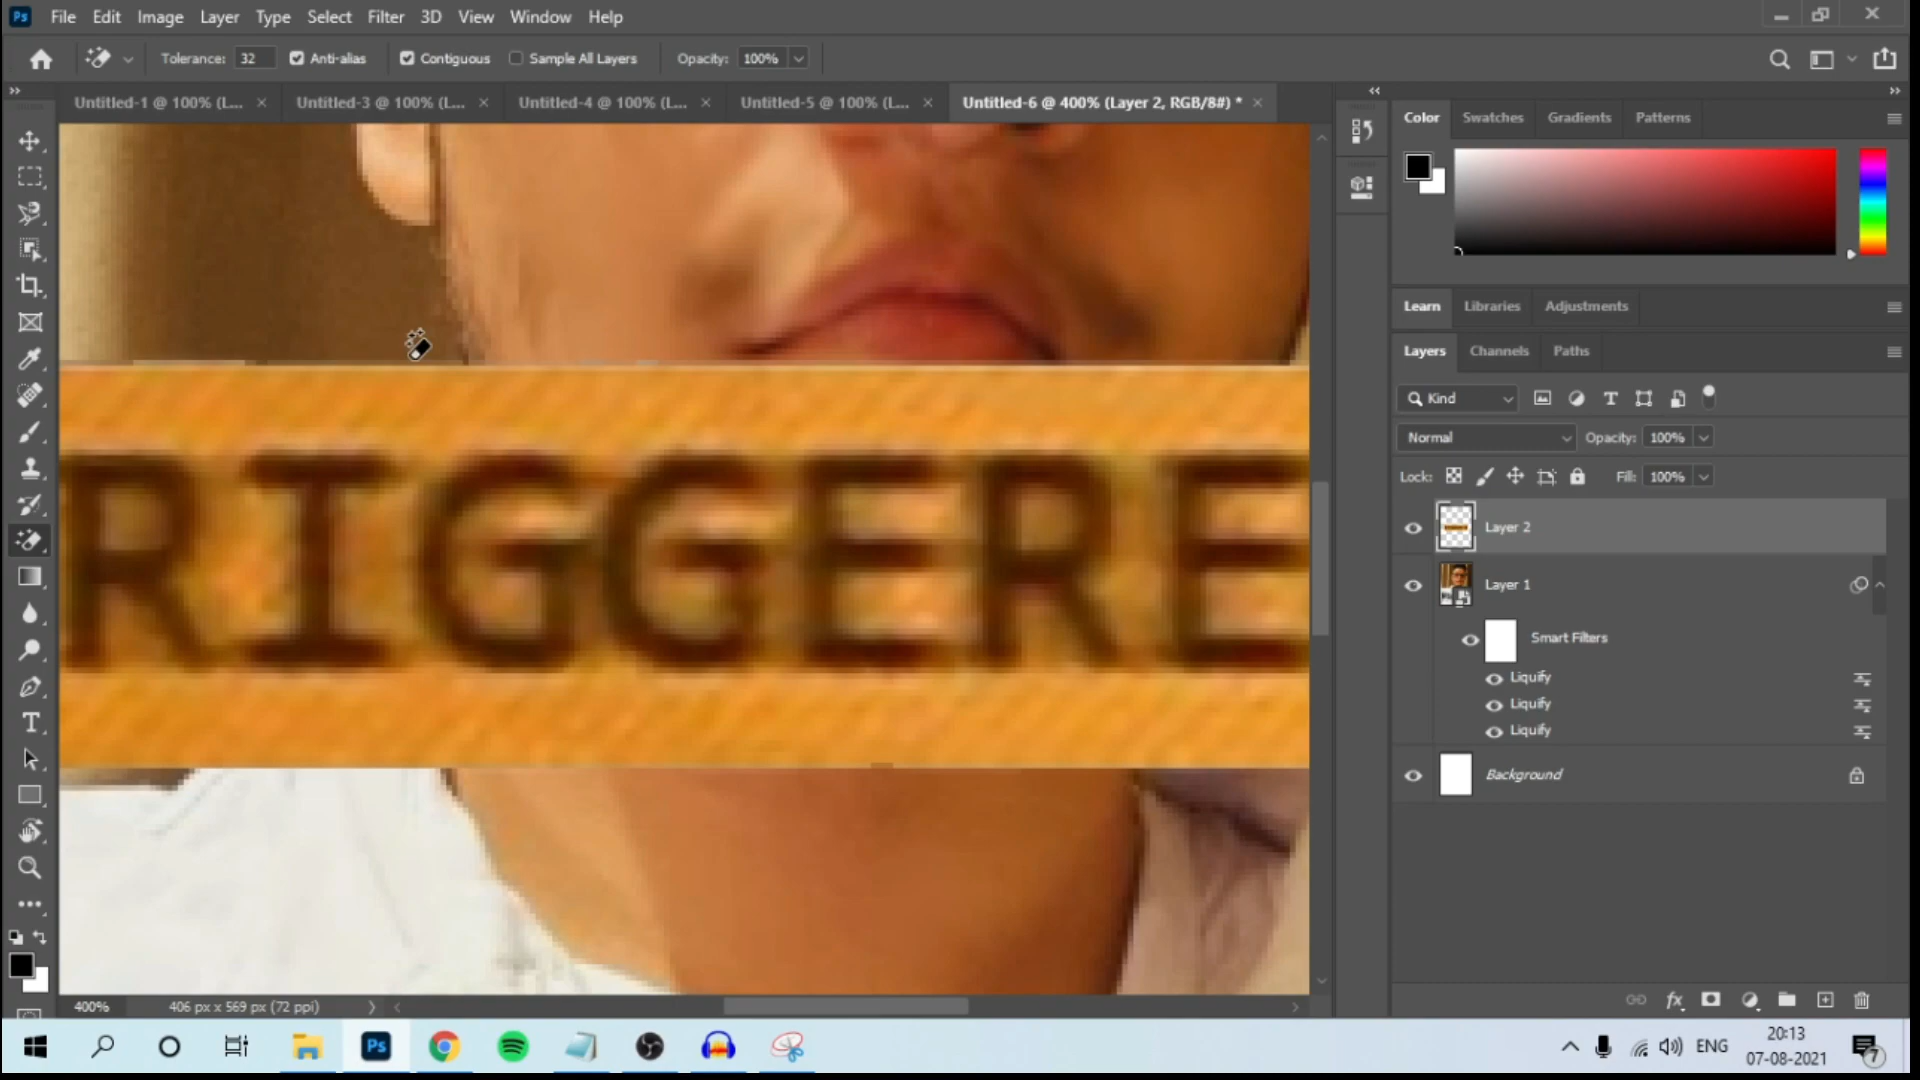 Ps File Edit Image Layer Type Select Filter 3D View Window Help
Tolerance: 32 Anti-alias Contiguous Sample All Layers Opacity: 100%
Untitled-1 @ 100% (L... Untitled-3 @ 100% (L... Untitled-4 @ 100% (L... Untitled-5 @ 100% (L... Untitled-6 @ 400% (Layer 2, RGB/8#) *
Color Swatches Gradients Patterns
Learn Libraries Adjustments
Layers Channels Paths
Kind
Normal Opacity: 100%
Lock: Fill: 100%
Layer 2
Layer 1
Smart Filters
Liquify
Liquify
Liquify
Background
RIGGERE
400% 406 px x 569 px (72 ppi)
Ps
ENG
20:13
07-08-2021
7